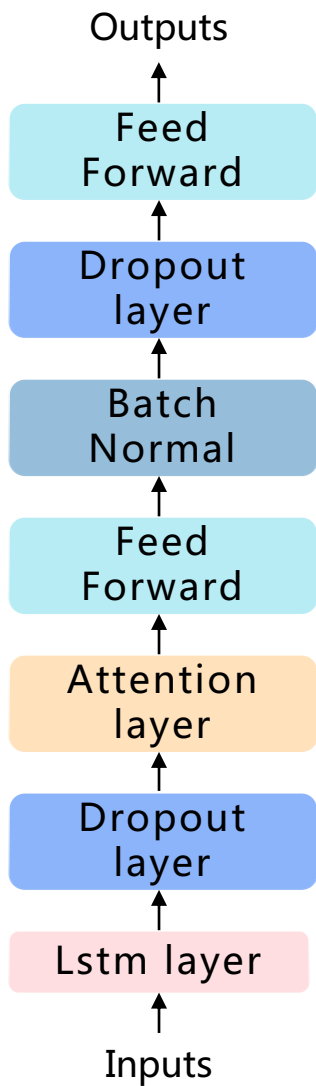 Outputs
Feed
Forward
Dropout
layer
Batch
Normal
Feed
Forward
Attention
layer
Dropout
layer
Lstm layer
Inputs